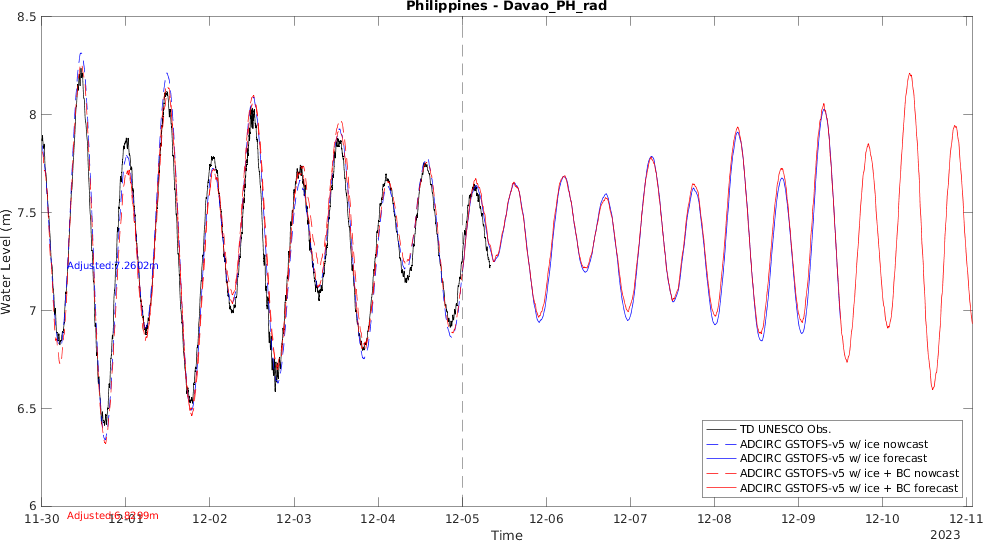 Philippines - Davao_PH_rad
8.5
8
7.5
7
6.5
6
Water Level (m)
Adjusted:7.2602m
TD UNESCO Obs.
ADCIRC GSTOFS-v5 w/ ice nowcast
ADCIRC GSTOFS-v5 w/ ice forecast
ADCIRC GSTOFS-v5 w/ ice + BC nowcast
ADCIRC GSTOFS-v5 w/ ice + BC forecast
11-30 12-01 12-02 12-03 12-04 12-05 12-06 12-07 12-08 12-09 12-10 12-11
Time
2023